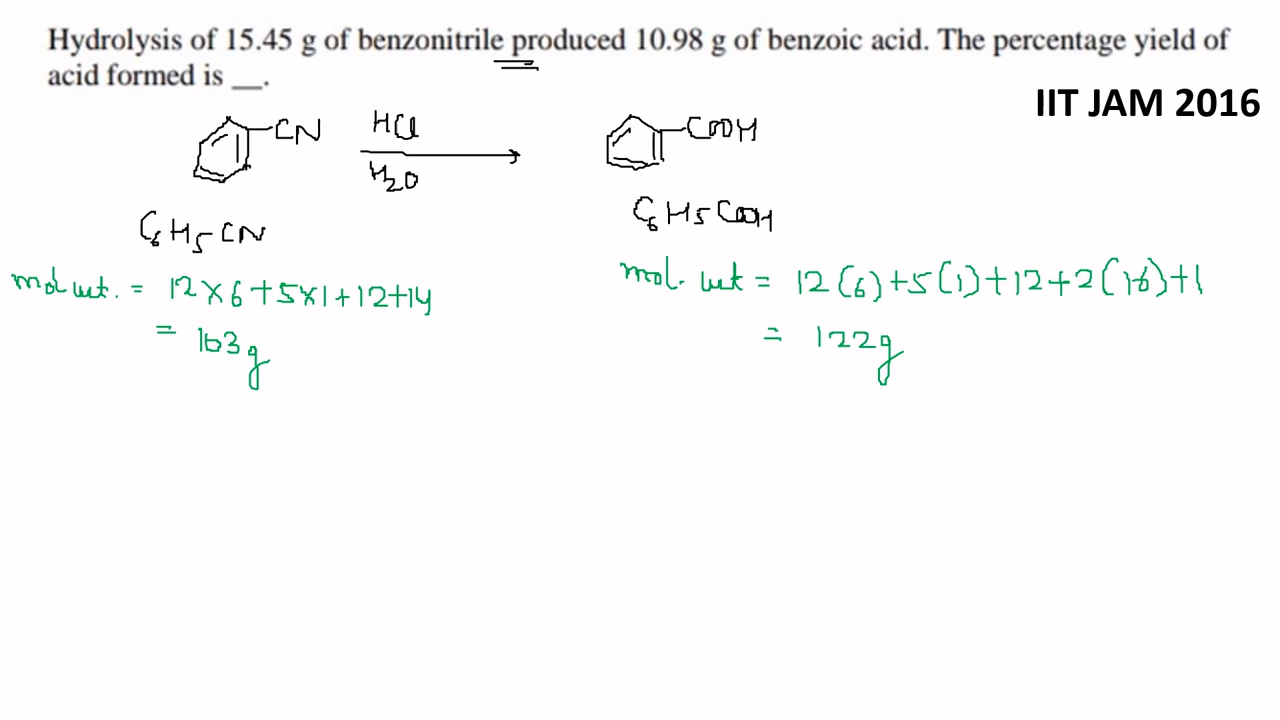 Hydrolysis of 15.45 g of benzonitrile produced 10.98 g of benzoic acid. The percentage yield of
acid formed is __.
IIT JAM 2016
CN HCl COOH
H2O
C6H5CN C6H5COOH
mol wt. = 12×6+5×1+12+14
= 103g
mol. wt = 12(6)+5(1)+12+2(16)+1
= 122g